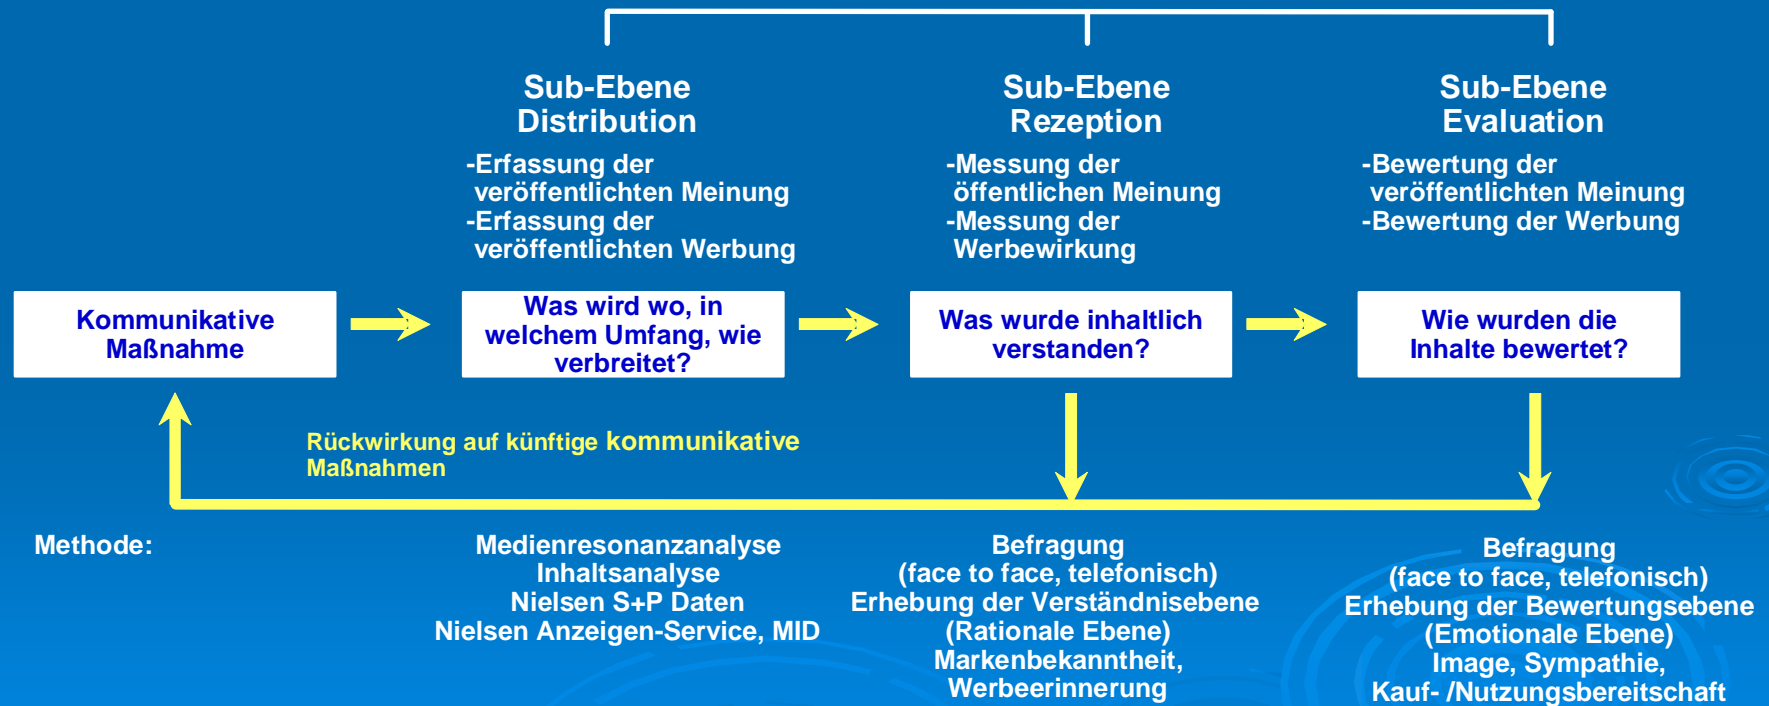 Sub-Ebene
Distribution
-Erfassung der
veröffentlichten Meinung
-Erfassung der
veröffentlichten Werbung
Sub-Ebene
Rezeption
-Messung der
öffentlichen Meinung
-Messung der
Werbewirkung
Sub-Ebene
Evaluation
-Bewertung der
veröffentlichten Meinung
-Bewertung der Werbung
Kommunikative
Maßnahme
Was wird wo, in
welchem Umfang, wie
verbreitet?
Was wurde inhaltlich
verstanden?
Wie wurden die
Inhalte bewertet?
Rückwirkung auf künftige kommunikative
Maßnahmen
Methode:
Medienresonanzanalyse
Inhaltsanalyse
Nielsen S+P Daten
Nielsen Anzeigen-Service, MID
Befragung
(face to face, telefonisch)
Erhebung der Verständnisebene
(Rationale Ebene)
Markenbekanntheit,
Werbeerinnerung
Befragung
(face to face, telefonisch)
Erhebung der Bewertungsebene
(Emotionale Ebene)
Image, Sympathie,
Kauf- /Nutzungsbereitschaft